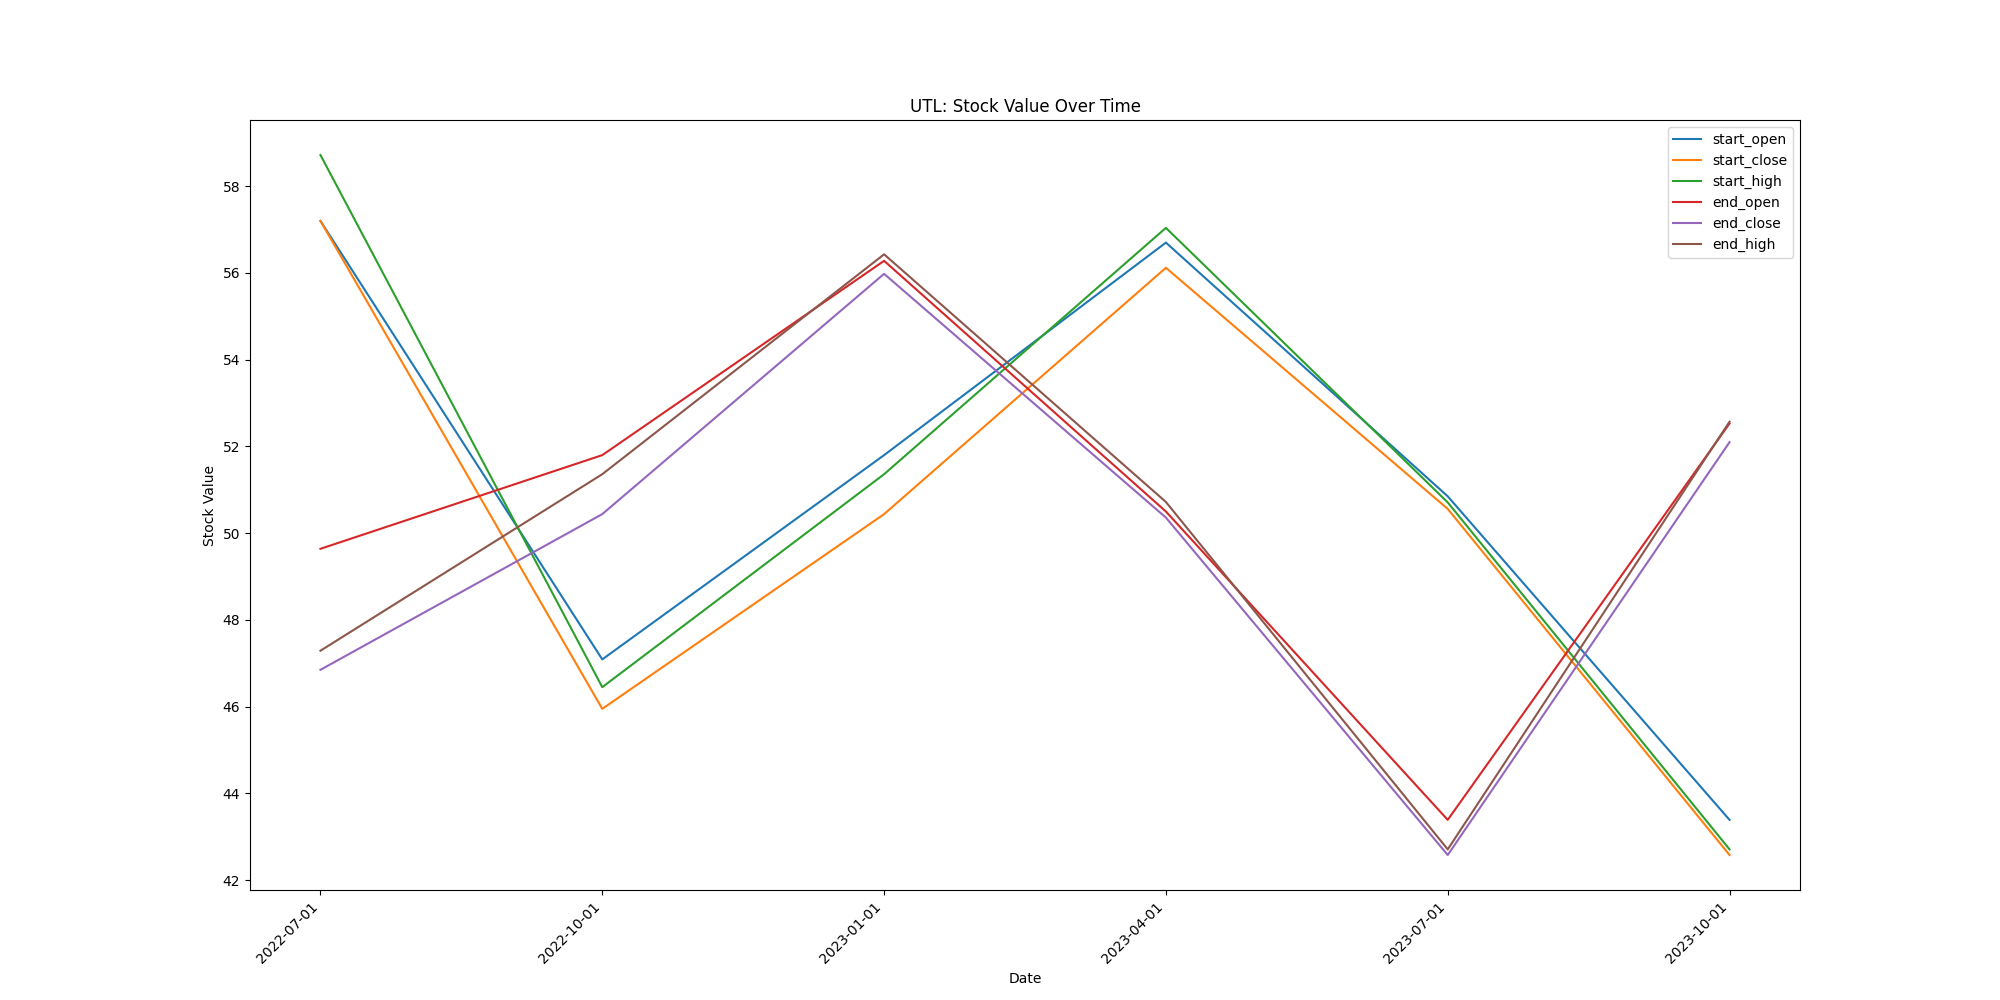 UTL: Stock Value Over Time
start_open
start_close
start_high
end_open
end_close
end_high
58
56
54
52
50
48
46
44
42
Stock Value
2022-07-01
2022-10-01
2023-01-01
2023-04-01
2023-07-01
2023-10-01
Date